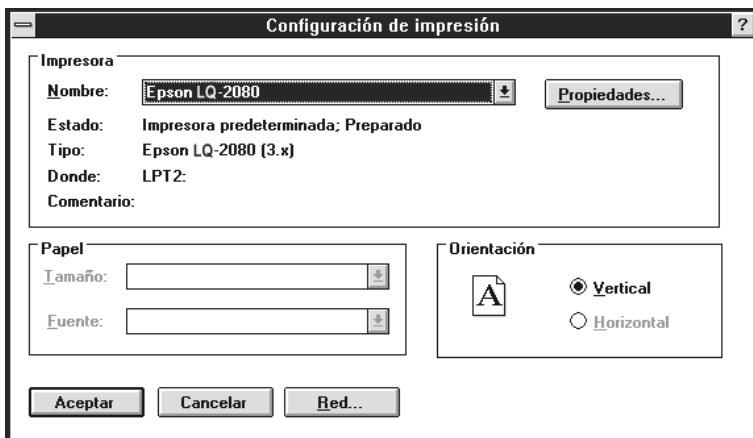 Configuración de impresión ?
Impresora
Nombre: Epson LQ-2080 Propiedades...
Estado: Impresora predeterminada; Preparado
Tipo: Epson LQ-2080 (3.x)
Donde: LPT2:
Comentario:
Papel
Tamaño:
Fuente:
Orientación
A
Vertical
Horizontal
Aceptar Cancelar Red...